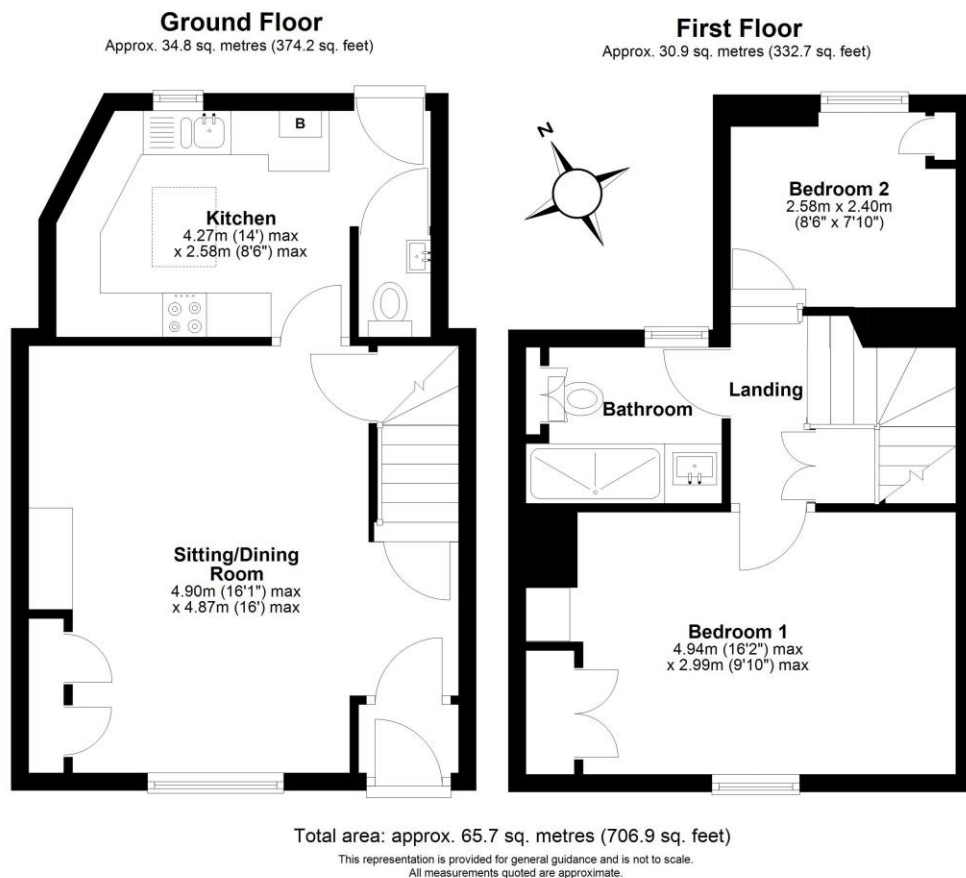 Ground Floor
Approx. 34.8 sq. metres (374.2 sq. feet)
First Floor
Approx. 30.9 sq. metres (332.7 sq. feet)
B
N
Kitchen
4.27m (14') max
x 2.58m (8'6") max
Bedroom 2
2.58m x 2.40m
(8'6" x 7'10")
Landing
Bathroom
Sitting/Dining
Room
4.90m (16'1") max
x 4.87m (16') max
Bedroom 1
4.94m (16'2") max
x 2.99m (9'10") max
Total area: approx. 65.7 sq. metres (706.9 sq. feet)
This representation is provided for general guidance and is not to scale.
All measurements quoted are approximate.